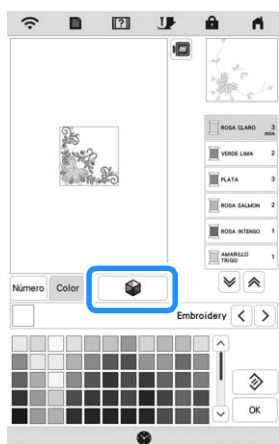 ROSA CLARO 3
min
VERDE LIMA 2
PLATA 3
ROSA SALMON 2
ROSA INTENSO 1
AMARILLO
TRIGO 1
Número Color
Embroidery
OK